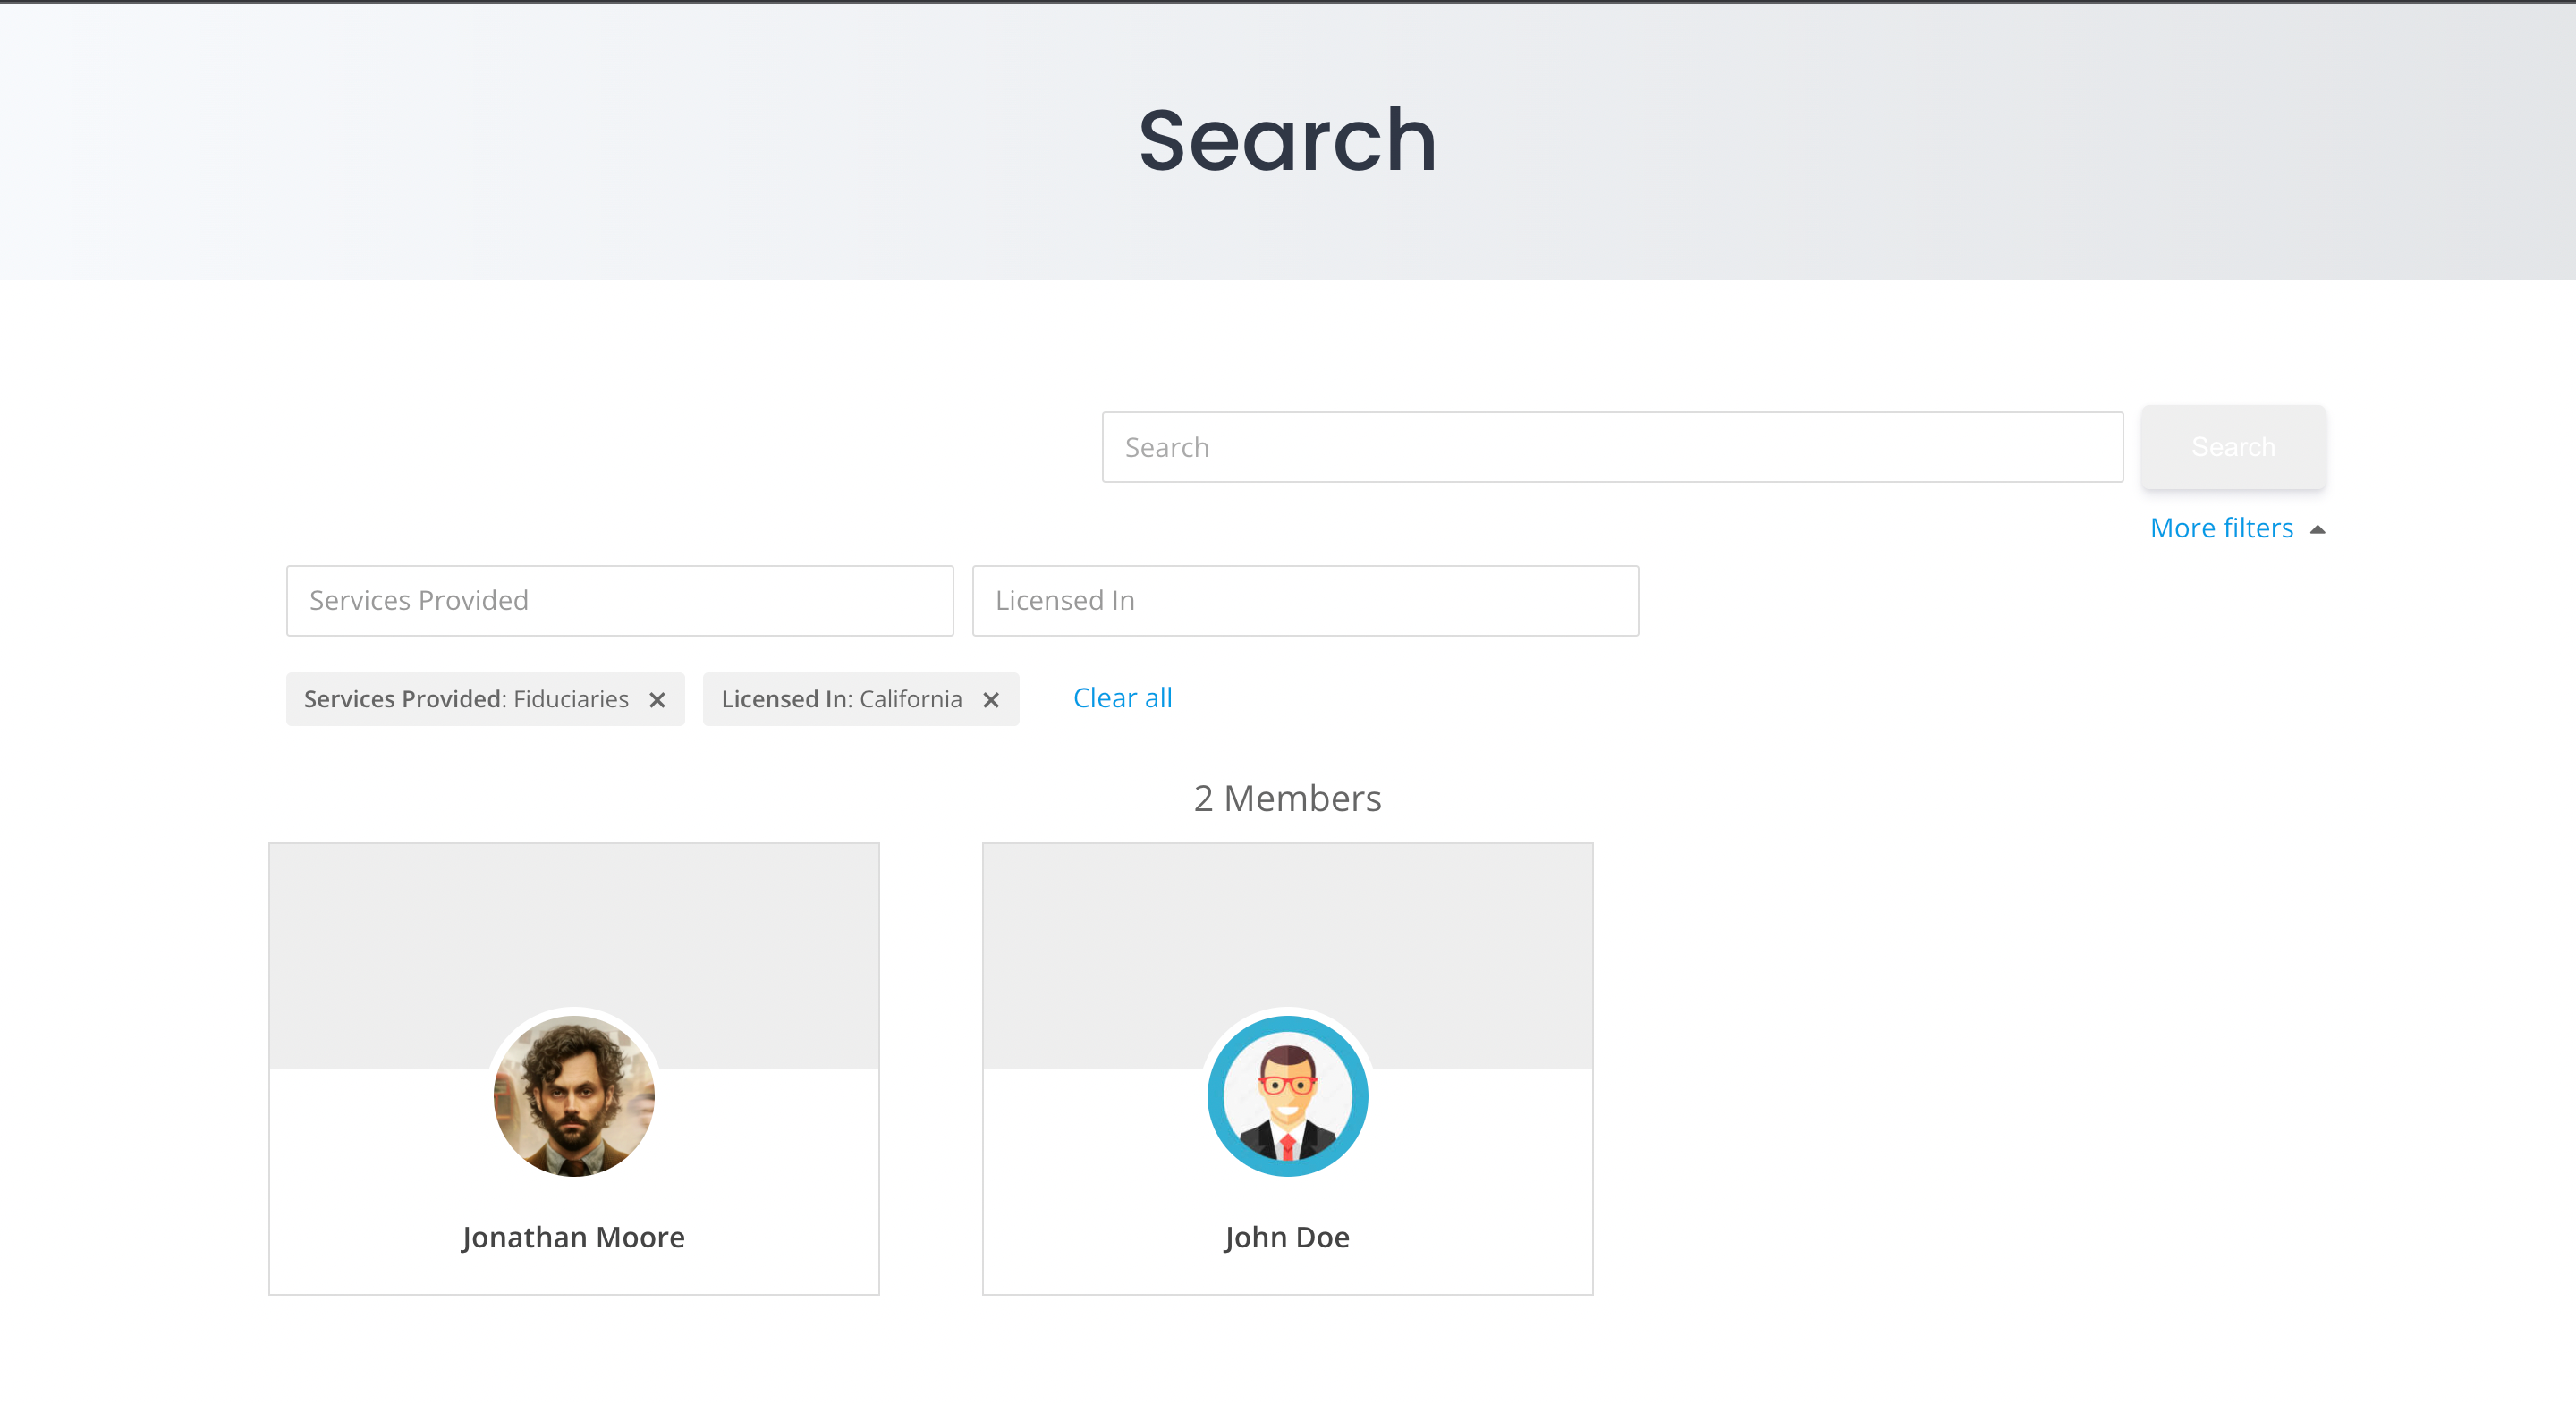 Search
Search Search
More filters
Services Provided Licensed In
Services Provided: Fiduciaries Licensed In: California Clear all
2 Members
Jonathan Moore John Doe